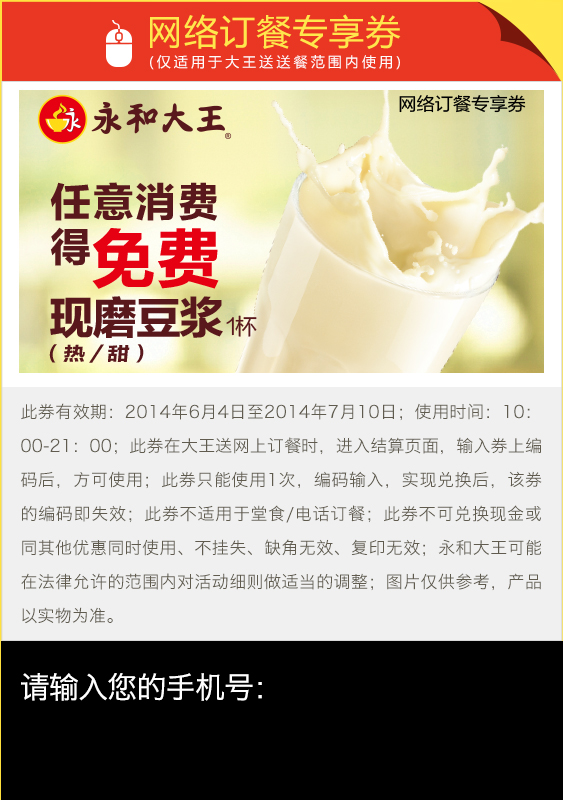 网络订餐专享券
(仅适用于大王送送餐范围内使用)
永
永和大王®
网络订餐专享券
任意消费
得免费
现磨豆浆1杯
(热/甜)
此券有效期：2014年6月4日至2014年7月10日；使用时间：10：
00-21：00；此券在大王送网上订餐时，进入结算页面，输入券上编
码后，方可使用；此券只能使用1次，编码输入，实现兑换后，该券
的编码即失效；此券不适用于堂食/电话订餐；此券不可兑换现金或
同其他优惠同时使用、不挂失、缺角无效、复印无效；永和大王可能
在法律允许的范围内对活动细则做适当的调整；图片仅供参考，产品
以实物为准。
请输入您的手机号：